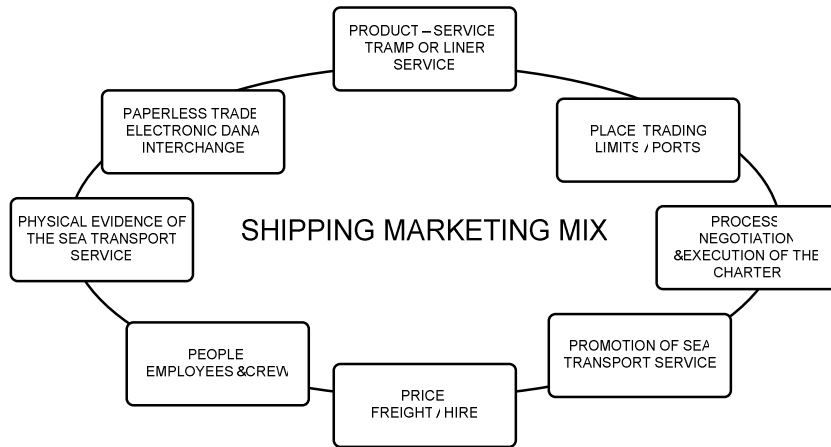 PRODUCT – SERVICE
TRAMP OR LINER
SERVICE
PAPERLESS TRADE
ELECTRONIC DANA
INTERCHANGE
PLACE TRADING
LIMITS / PORTS
PHYSICAL EVIDENCE OF
THE SEA TRANSPORT
SERVICE
SHIPPING MARKETING MIX
PROCESS
NEGOTIATION
&EXECUTION OF THE
CHARTER
PEOPLE
EMPLOYEES &CREW
PROMOTION OF SEA
TRANSPORT SERVICE
PRICE
FREIGHT / HIRE